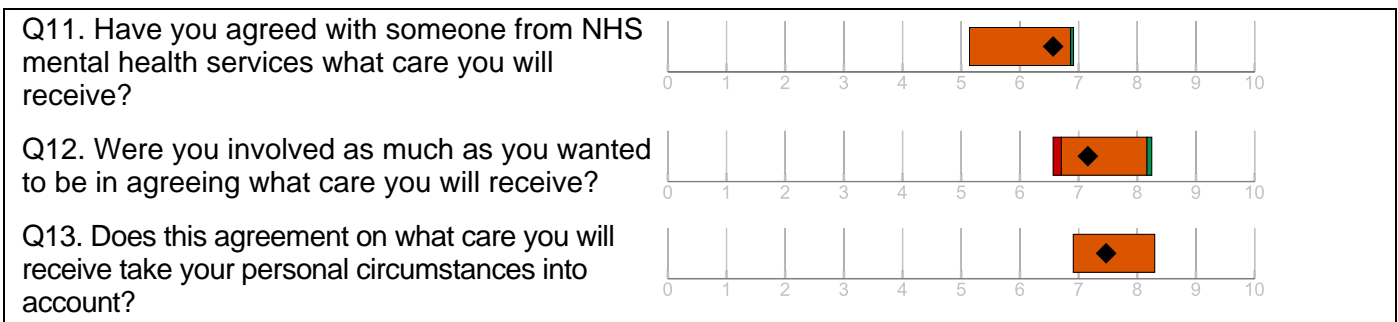 Q11. Have you agreed with someone from NHS
mental health services what care you will
receive?
0 1 2 3 4 5 6 7 8 9 10
Q12. Were you involved as much as you wanted
to be in agreeing what care you will receive?
0 1 2 3 4 5 6 7 8 9 10
Q13. Does this agreement on what care you will
receive take your personal circumstances into
account?
0 1 2 3 4 5 6 7 8 9 10